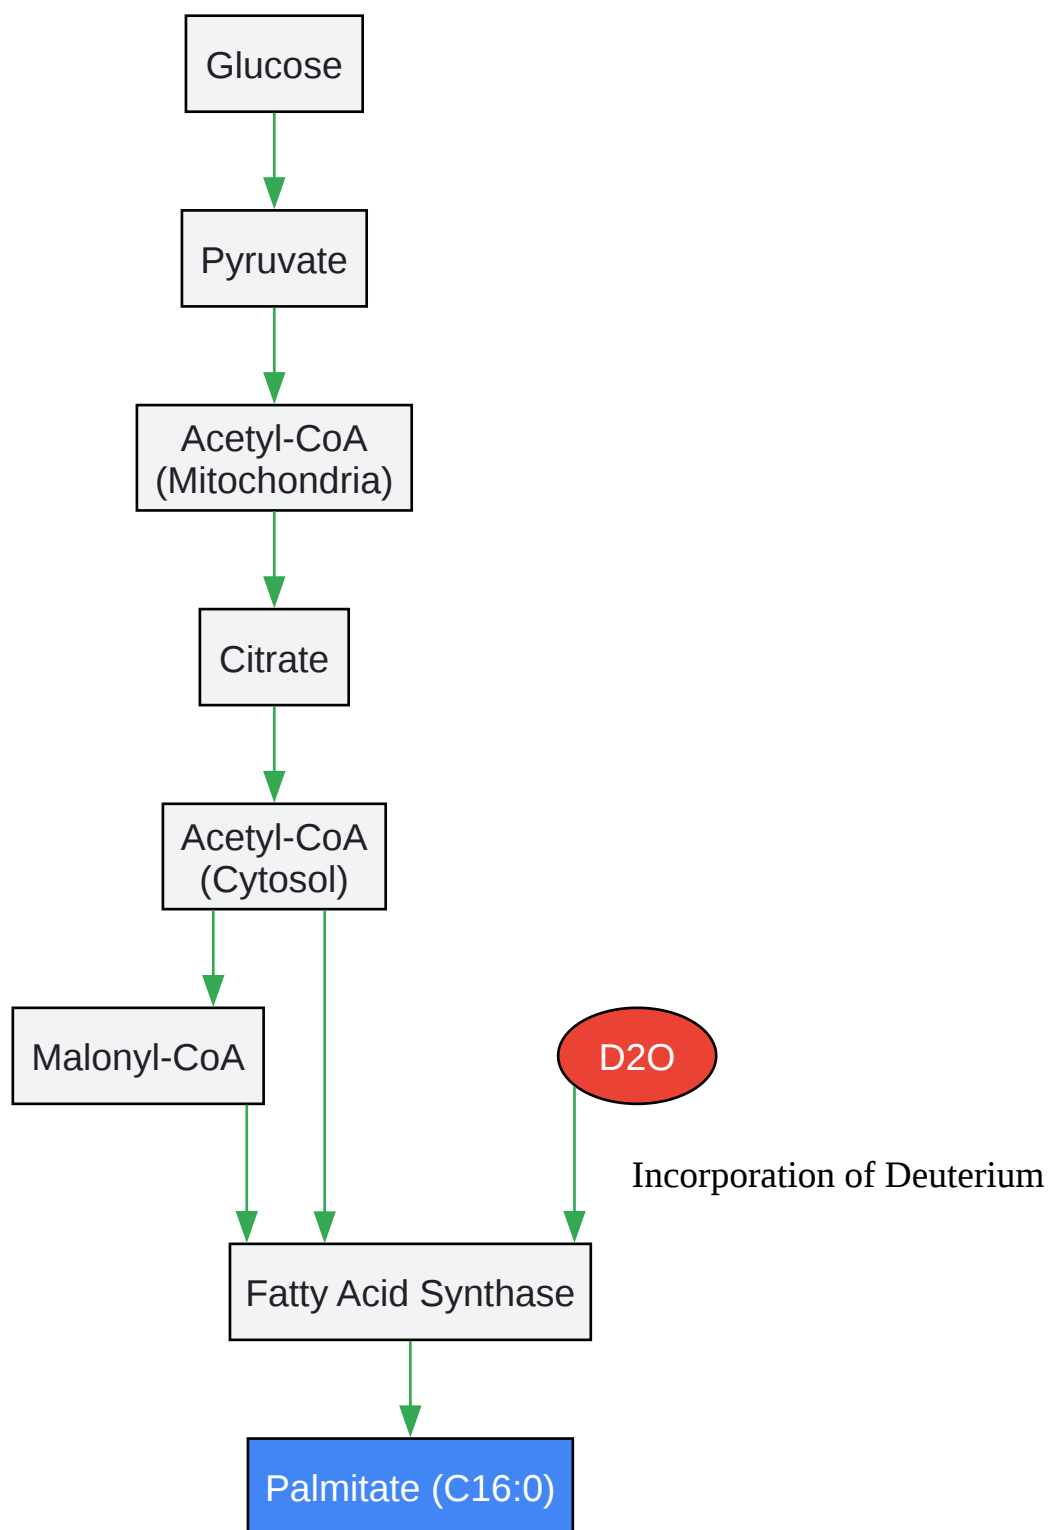 Glucose
Pyruvate
Acetyl-CoA
(Mitochondria)
Citrate
Acetyl-CoA
(Cytosol)
Malonyl-CoA
D2O
Incorporation of Deuterium
Fatty Acid Synthase
Palmitate (C16:0)